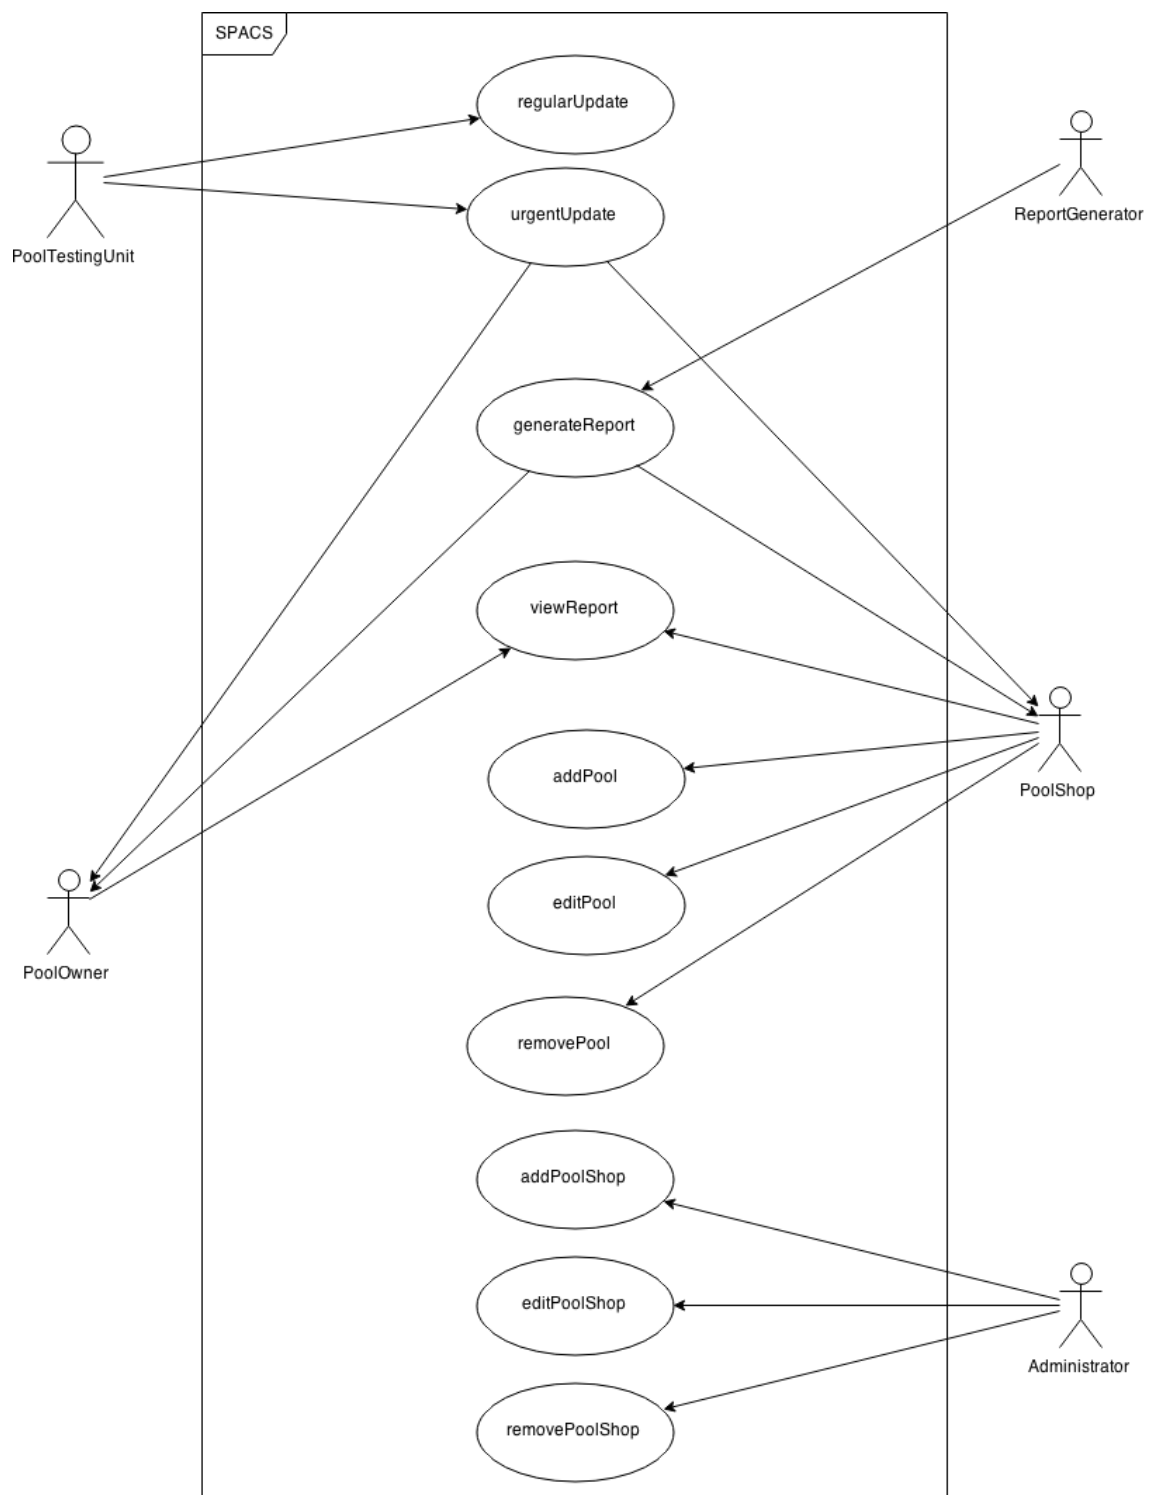 SPACS
regularUpdate
urgentUpdate
PoolTestingUnit
ReportGenerator
generateReport
viewReport
addPool
PoolShop
editPool
PoolOwner
removePool
addPoolShop
editPoolShop
Administrator
removePoolShop